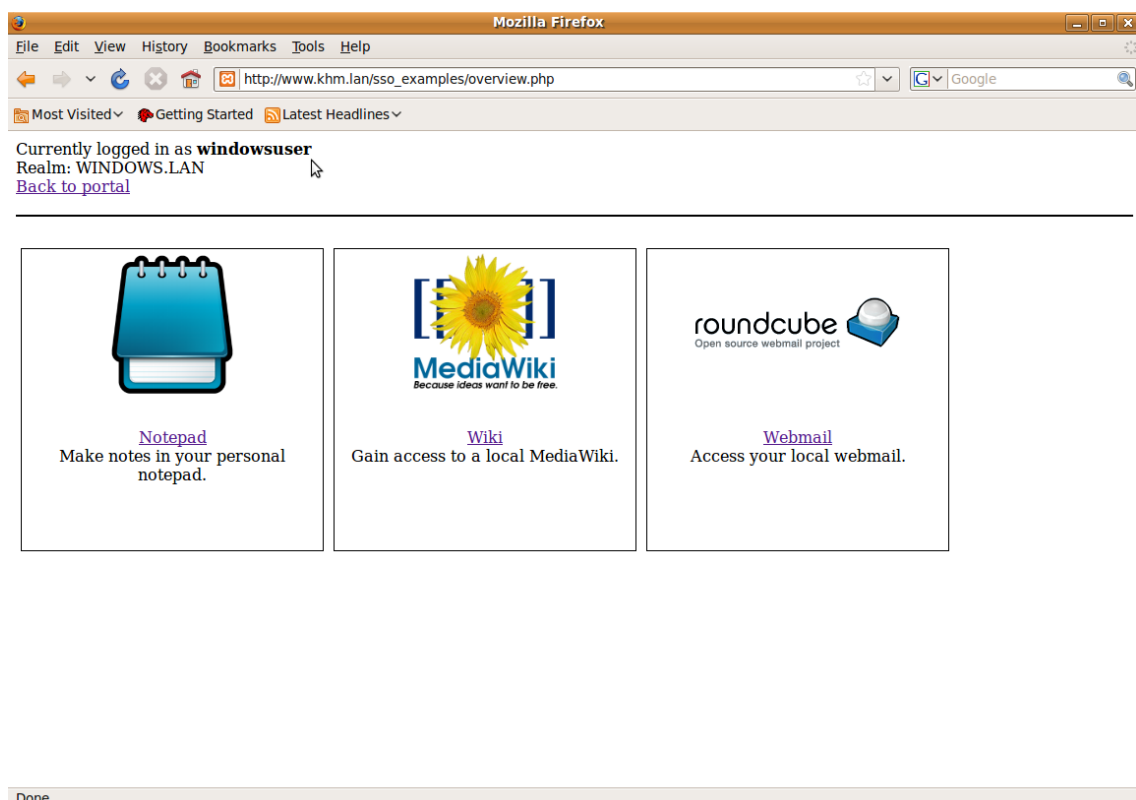 Mozilla Firefox
File Edit View History Bookmarks Tools Help
http://www.khm.lan/sso_examples/overview.php
G Google
Most Visited Getting Started Latest Headlines
Currently logged in as windowsuser
Realm: WINDOWS.LAN
Back to portal
[[ ]]
MediaWiki
Because ideas want to be free.
roundcube
Open source webmail project
Notepad
Make notes in your personal
notepad.
Wiki
Gain access to a local MediaWiki.
Webmail
Access your local webmail.
Done